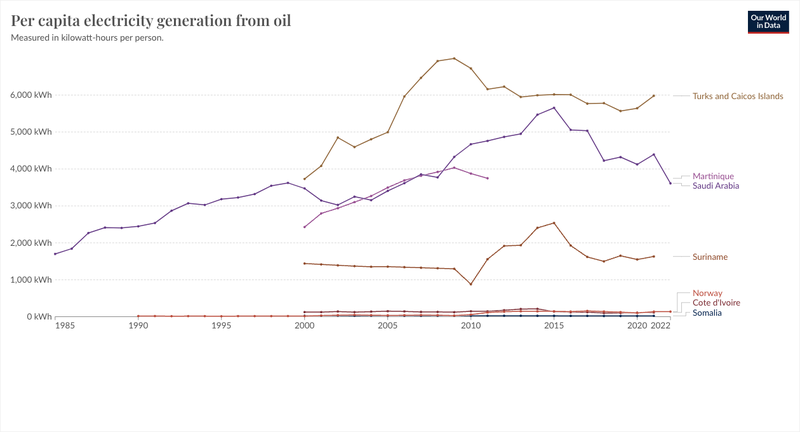 Per capita electricity generation from oil
Measured in kilowatt-hours per person.
Our World
in Data
6,000 kWh
5,000 kWh
4,000 kWh
3,000 kWh
2,000 kWh
1,000 kWh
0 kWh
1985
1990
1995
2000
2005
2010
2015
2020
2022
Turks and Caicos Islands
Martinique
Saudi Arabia
Suriname
Norway
Cote d'Ivoire
Somalia